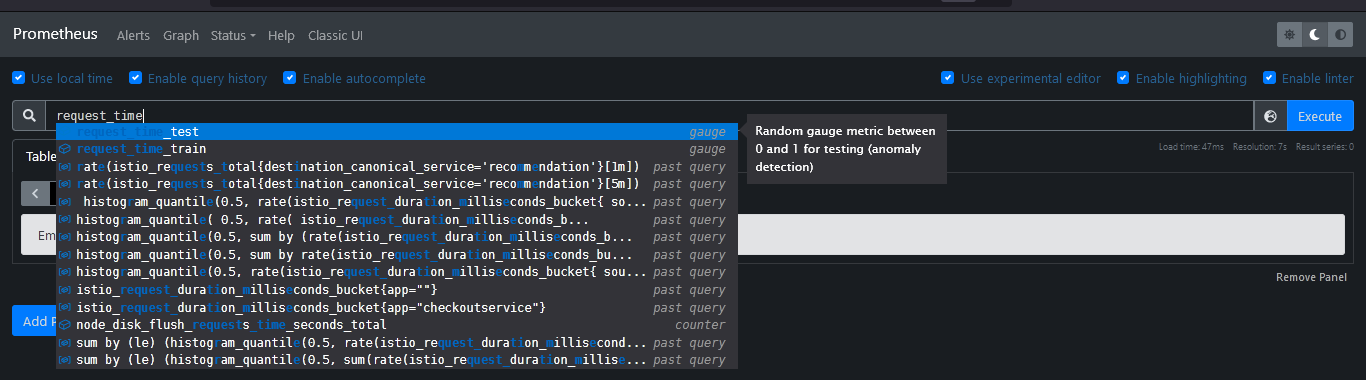 Prometheus Alerts Graph Status Help Classic UI
Use local time Enable query history Enable autocomplete Use experimental editor Enable highlighting Enable linter
request_time Execute
request_time_test gauge
Random gauge metric between
0 and 1 for testing (anomaly
detection)
Load time: 47ms Resolution: 7s Result series: 0
Table
request_time_train gauge
rate(istio_requests_total{destination_canonical_service='recommendation'}[1m]) past query
rate(istio_requests_total{destination_canonical_service='recommendation'}[5m]) past query
histogram_quantile(0.5, rate(istio_request_duration_milliseconds_bucket{ so... past query
histogram_quantile( 0.5, rate( istio_request_duration_milliseconds_b... past query
Em
histogram_quantile(0.5, sum by (rate(istio_request_duration_milliseconds_b... past query
histogram_quantile(0.5, sum by rate(istio_request_duration_milliseconds_bu... past query
histogram_quantile(0.5, rate(istio_request_duration_milliseconds_bucket{ sou... past query
Remove Panel
istio_request_duration_milliseconds_bucket{app=""} past query
istio_request_duration_milliseconds_bucket{app="checkoutservice"} past query
Add P
node_disk_flush_requests_time_seconds_total counter
sum by (le) (histogram_quantile(0.5, rate(istio_request_duration_millisecond... past query
sum by (le) (histogram_quantile(0.5, sum(rate(istio_request_duration_millise... past query